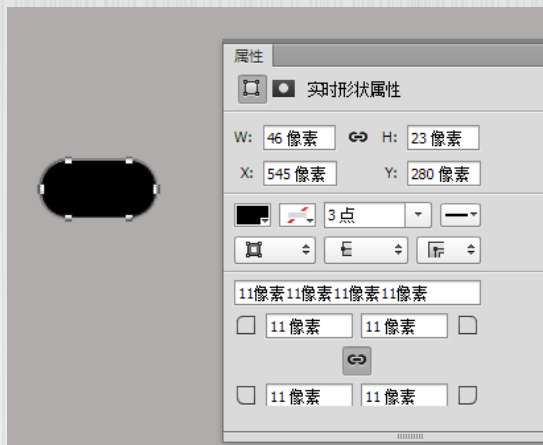 属性
实时形状属性
W: 46 像素 H: 23 像素
X: 545 像素 Y: 280 像素
3 点
11像素11像素11像素11像素
11 像素 11 像素
11 像素 11 像素